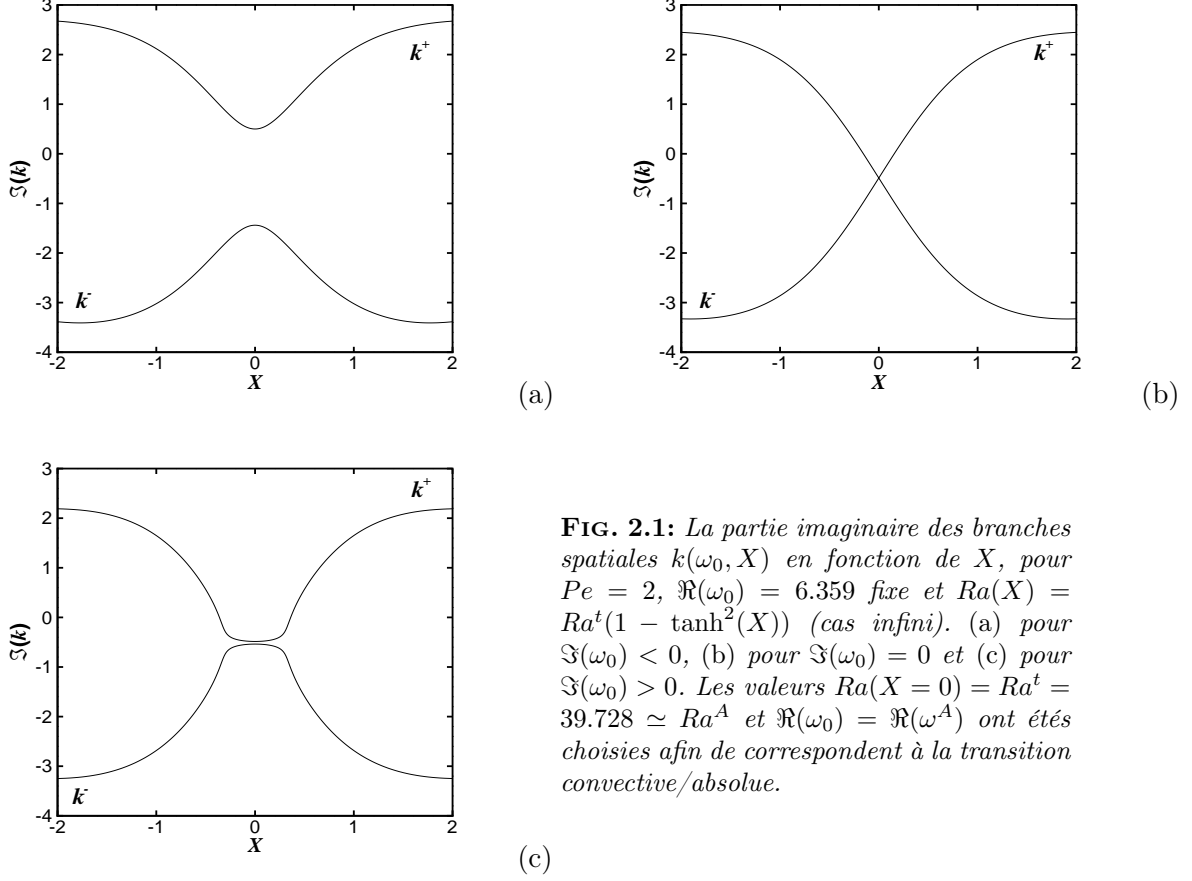 3
2
1
0
-1
-2
-3
-4
ℑ(k)
k+
k-
-2 -1 0 1 2
X
(a)
3
2
1
0
-1
-2
-3
-4
ℑ(k)
k+
k-
-2 -1 0 1 2
X
(b)
3
2
1
0
-1
-2
-3
-4
ℑ(k)
k+
k-
-2 -1 0 1 2
X
(c)
FIG. 2.1: La partie imaginaire des branches
spatiales k(ω₀, X) en fonction de X, pour
Pe = 2, ℜ(ω₀) = 6.359 fixe et Ra(X) =
Raᵗ(1 − tanh²(X)) (cas infini). (a) pour
ℑ(ω₀) < 0, (b) pour ℑ(ω₀) = 0 et (c) pour
ℑ(ω₀) > 0. Les valeurs Ra(X = 0) = Raᵗ =
39.728 ≃ Raᴬ et ℜ(ω₀) = ℜ(ωᴬ) ont étés
choisies afin de correspondent à la transition
convective/absolue.